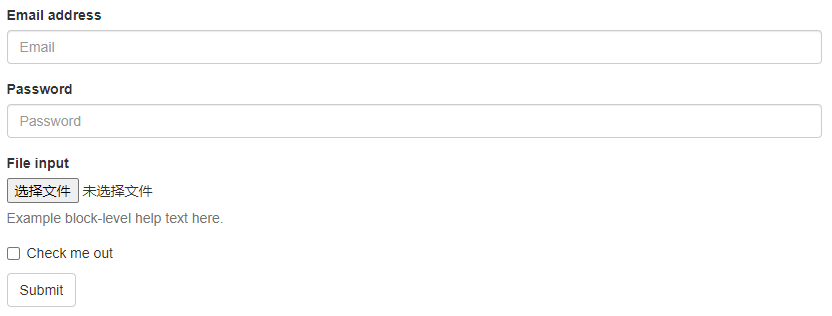 Email address
Email
Password
Password
File input
选择文件 未选择文件
Example block-level help text here.
Check me out
Submit